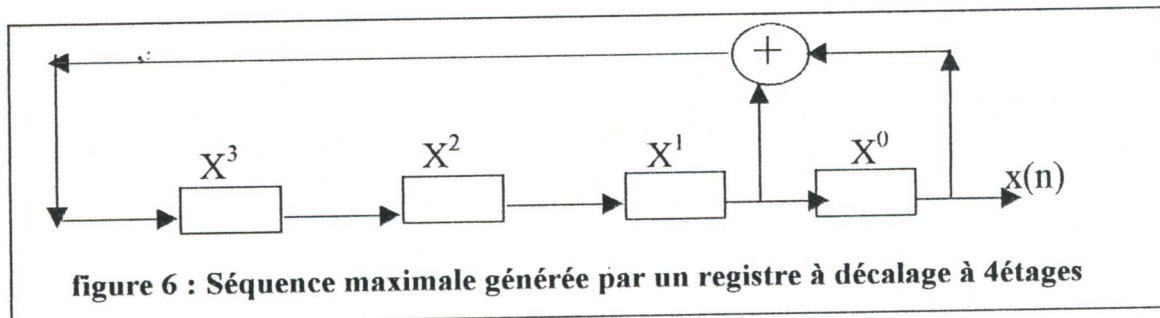 +
X³ X² X¹ X⁰
x(n)
figure 6 : Séquence maximale générée par un registre à décalage à 4étages